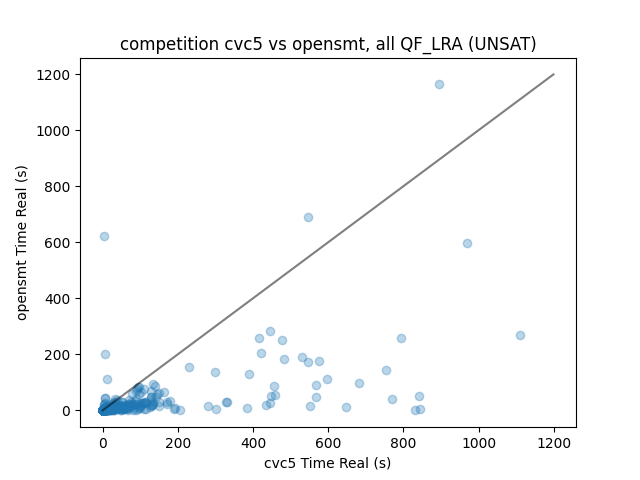 competition cvc5 vs opensmt, all QF_LRA (UNSAT)
1200
1000
800
600
400
200
0
opensmt Time Real (s)
0 200 400 600 800 1000 1200
cvc5 Time Real (s)